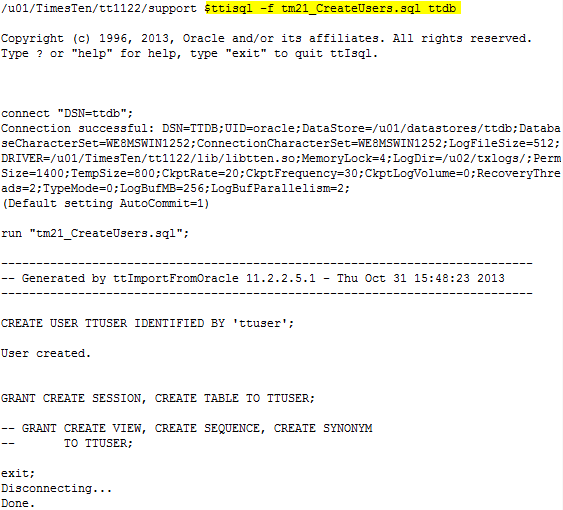 /u01/TimesTen/tt1122/support $ttisql -f tm21_CreateUsers.sql ttdb
Copyright (c) 1996, 2013, Oracle and/or its affiliates. All rights reserved.
Type ? or "help" for help, type "exit" to quit ttIsql.
connect "DSN=ttdb";
Connection successful: DSN=TTDB;UID=oracle;DataStore=/u01/datastores/ttdb;Databa
seCharacterSet=WE8MSWIN1252;ConnectionCharacterSet=WE8MSWIN1252;LogFileSize=512;
DRIVER=/u01/TimesTen/tt1122/lib/libtten.so;MemoryLock=4;LogDir=/u02/txlogs/;Perm
Size=1400;TempSize=800;CkptRate=20;CkptFrequency=30;CkptLogVolume=0;RecoveryThre
ads=2;TypeMode=0;LogBufMB=256;LogBufParallelism=2;
(Default setting AutoCommit=1)
run "tm21_CreateUsers.sql";
----------------------------------------------------------------------------
-- Generated by ttImportFromOracle 11.2.2.5.1 - Thu Oct 31 15:48:23 2013
----------------------------------------------------------------------------
CREATE USER TTUSER IDENTIFIED BY 'ttuser';
User created.
GRANT CREATE SESSION, CREATE TABLE TO TTUSER;
-- GRANT CREATE VIEW, CREATE SEQUENCE, CREATE SYNONYM
--       TO TTUSER;
exit;
Disconnecting...
Done.